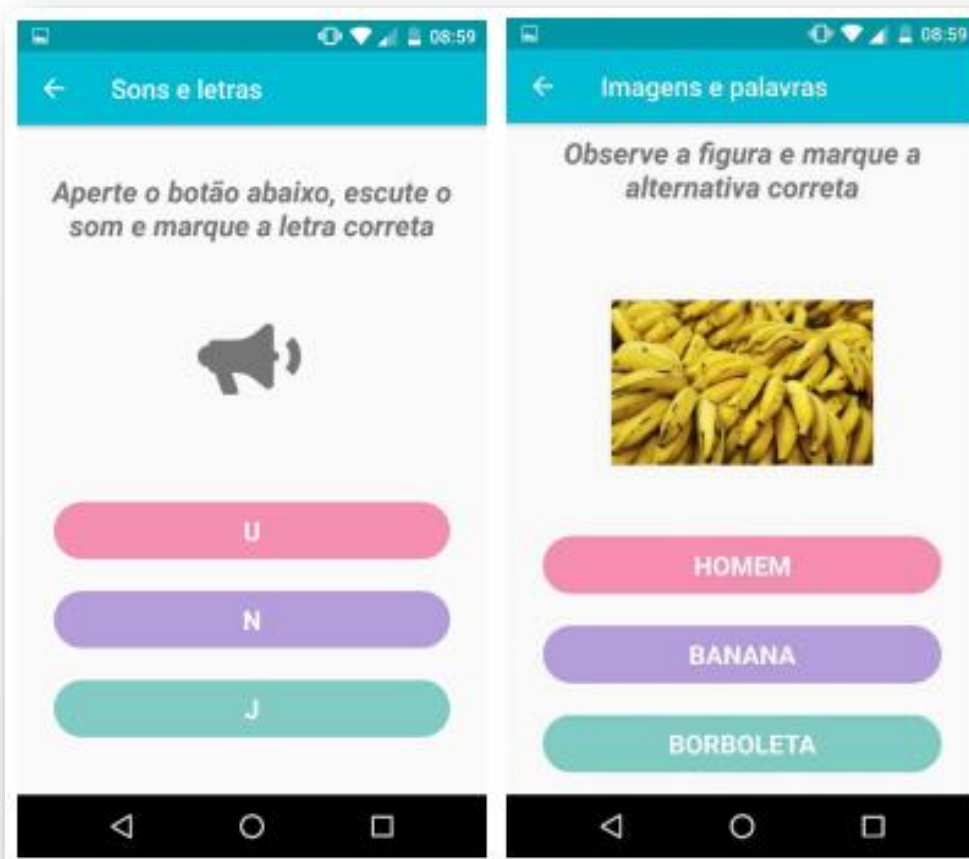 08:59
Sons e letras
Aperte o botão abaixo, escute o
som e marque a letra correta
U
N
J
08:59
Imagens e palavras
Observe a figura e marque a
alternativa correta
HOMEM
BANANA
BORBOLETA